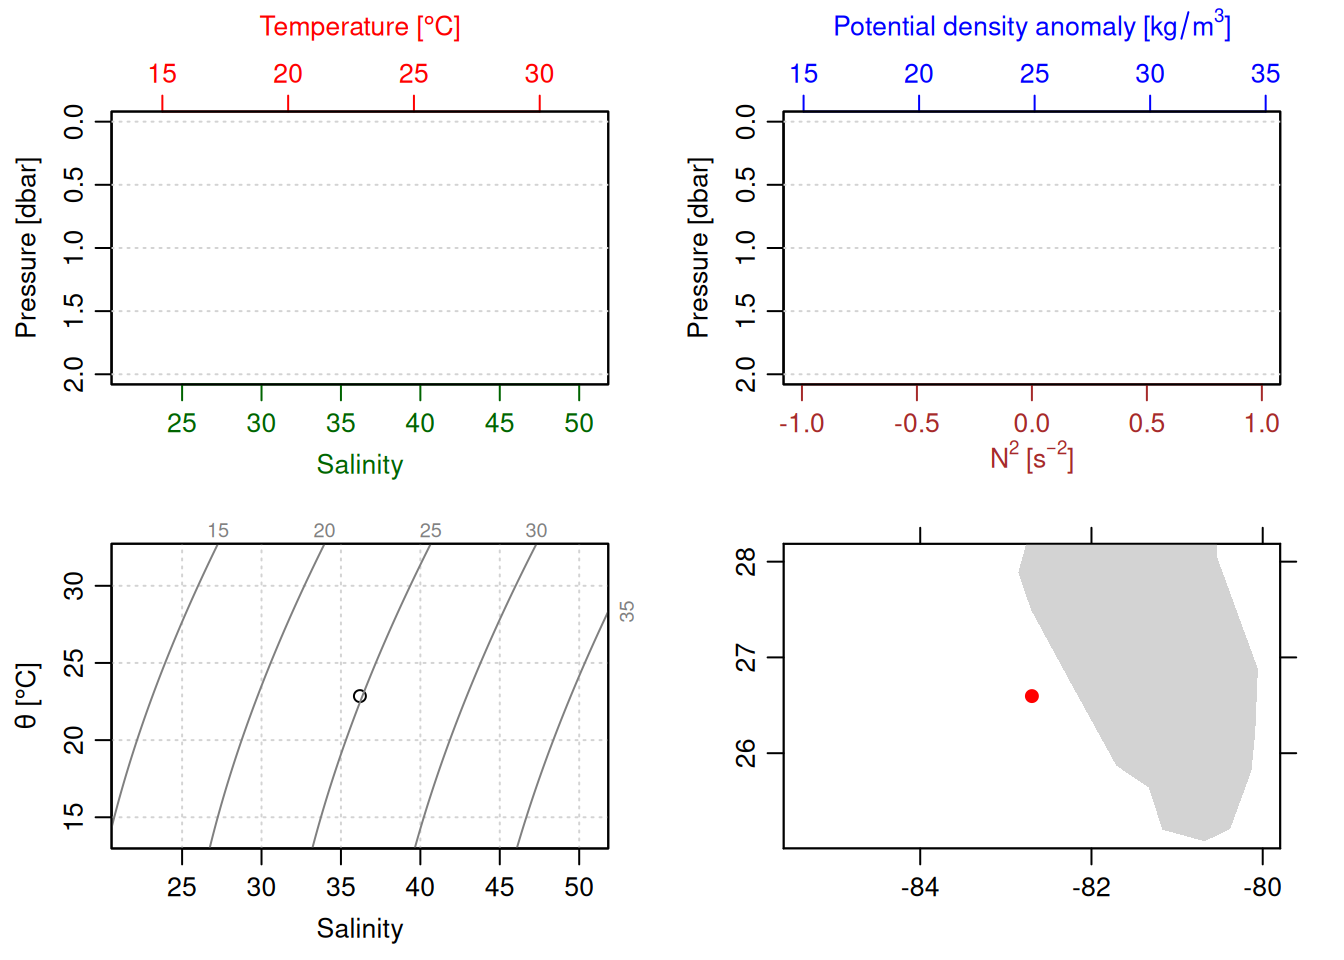 Temperature [°C]
15 20 25 30
Pressure [dbar]
0.0 0.5 1.0 1.5 2.0
25 30 35 40 45 50
Salinity
Potential density anomaly [kg/m³]
15 20 25 30 35
Pressure [dbar]
0.0 0.5 1.0 1.5 2.0
-1.0 -0.5 0.0 0.5 1.0
N² [s⁻²]
15 20 25 30
35
θ [°C]
30 25 20 15
25 30 35 40 45 50
Salinity
28 27 26
-84 -82 -80